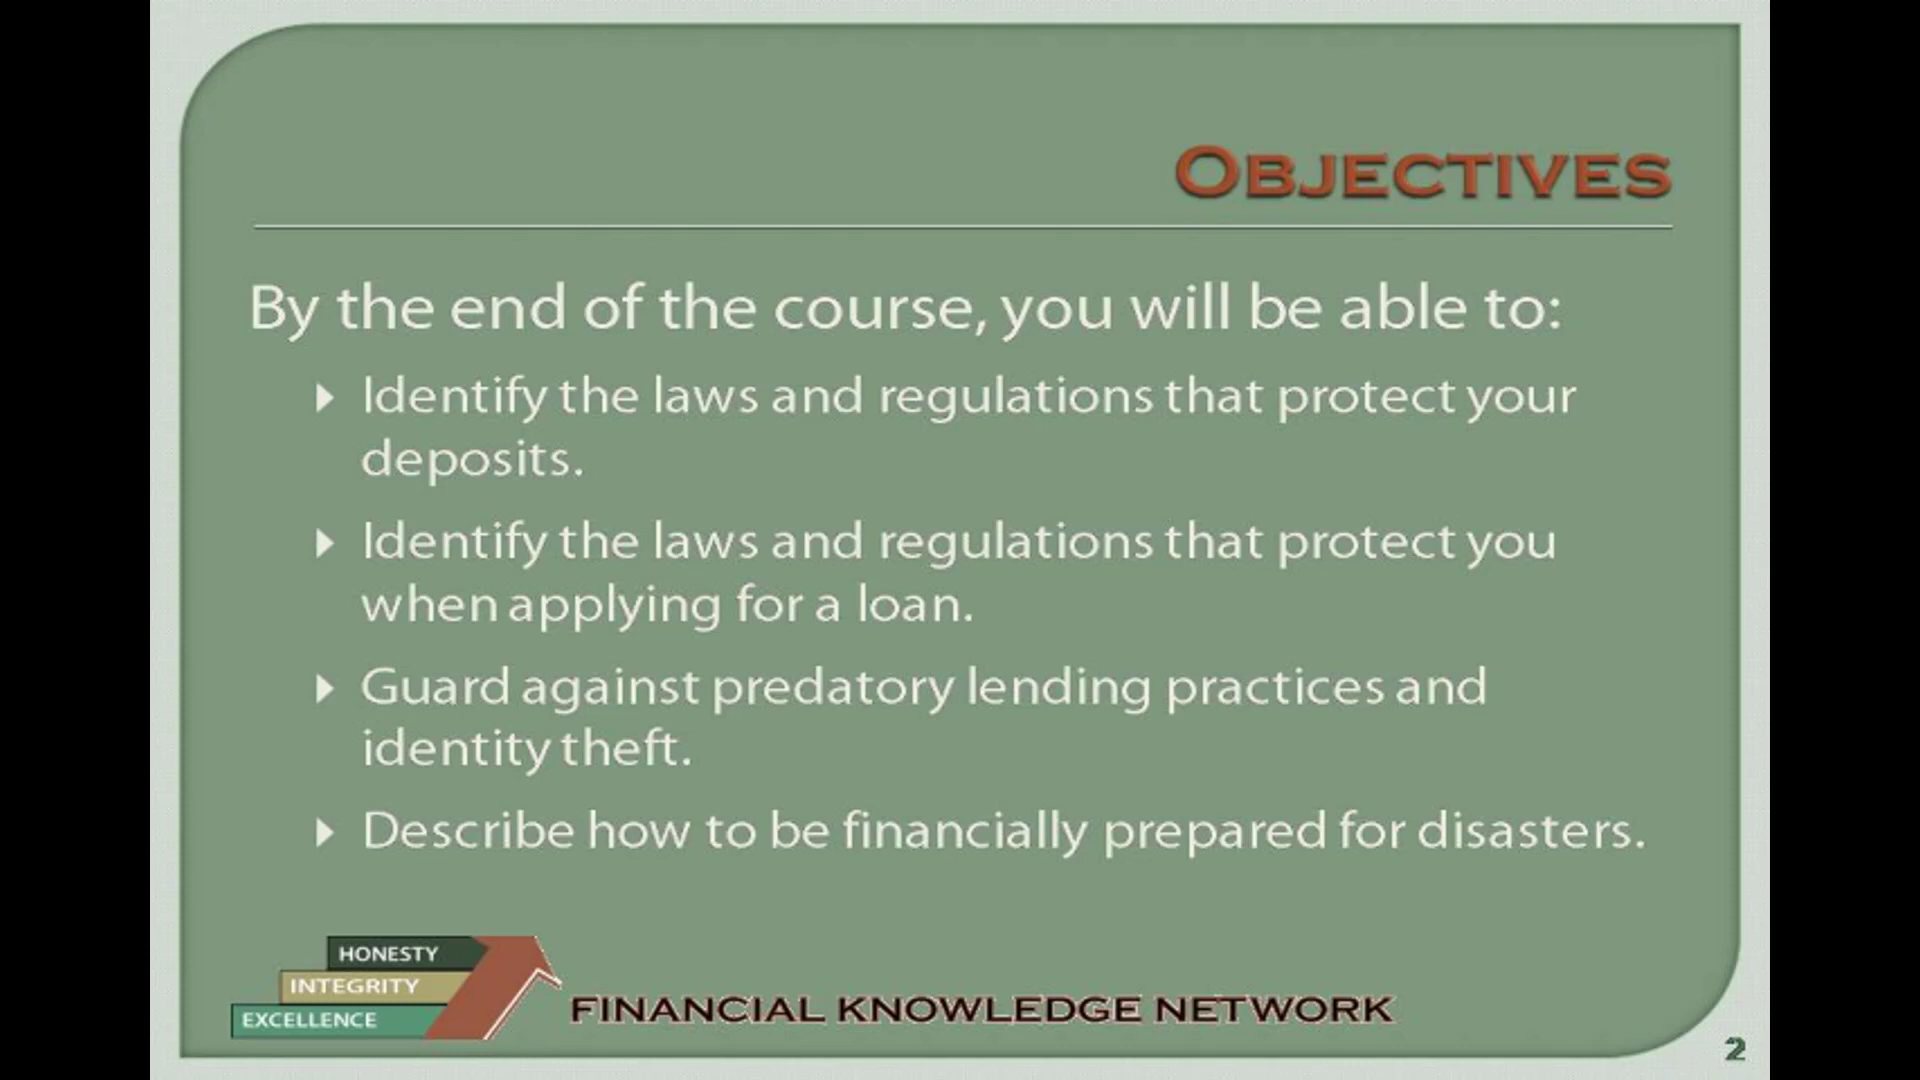 OBJECTIVES
By the end of the course, you will be able to:
Identify the laws and regulations that protect your
deposits.
Identify the laws and regulations that protect you
when applying for a loan.
Guard against predatory lending practices and
identity theft.
Describe how to be financially prepared for disasters.
HONESTY
INTEGRITY
EXCELLENCE
FINANCIAL KNOWLEDGE NETWORK
2